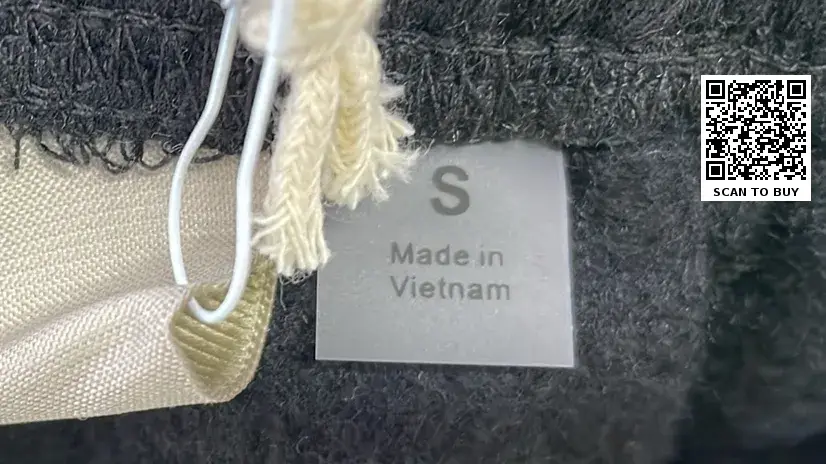 S
Made in
Vietnam
SCAN TO BUY